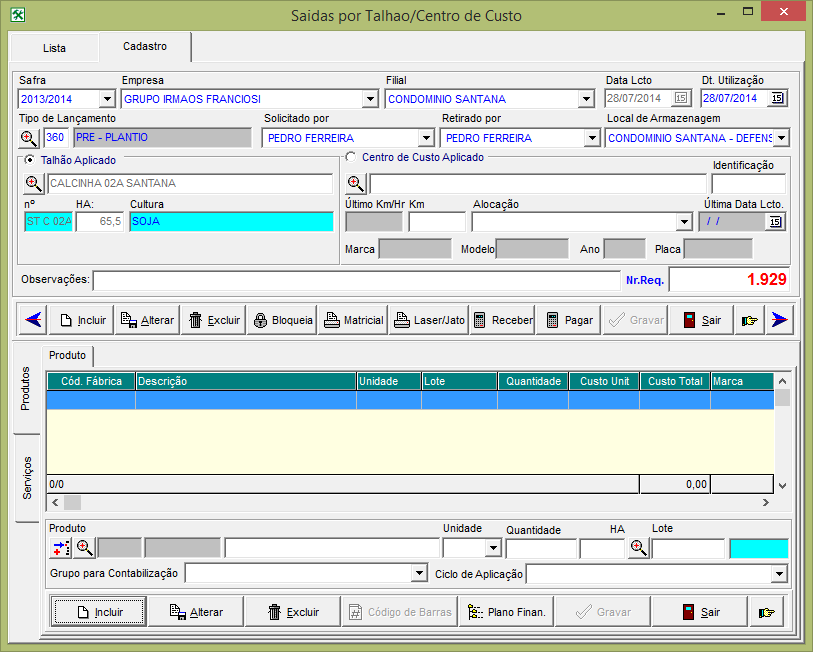 Saidas por Talhao/Centro de Custo
Lista Cadastro
Safra Empresa Filial Data Lcto Dt. Utilização
2013/2014 GRUPO IRMAOS FRANCIOSI CONDOMINIO SANTANA 28/07/2014 15 28/07/2014 15
Tipo de Lançamento Solicitado por Retirado por Local de Armazenagem
360 PRE - PLANTIO PEDRO FERREIRA PEDRO FERREIRA CONDOMINIO SANTANA - DEFENS
Talhão Aplicado Centro de Custo Aplicado Identificação
CALCINHA 02A SANTANA
nº HA: Cultura Último Km/Hr Km Alocação Última Data Lcto.
ST C 02A 65,5 SOJA / / 15
Marca Modelo Ano Placa
Observações: Nr.Req. 1.929
Incluir Alterar Excluir Bloqueia Matricial Laser/Jato Receber Pagar Gravar Sair
Produtos
Serviços
Produto
Cód. Fábrica Descrição Unidade Lote Quantidade Custo Unit Custo Total Marca
0/0 0,00
Produto Unidade Quantidade HA Lote
Grupo para Contabilização Ciclo de Aplicação
Incluir Alterar Excluir Código de Barras Plano Finan. Gravar Sair